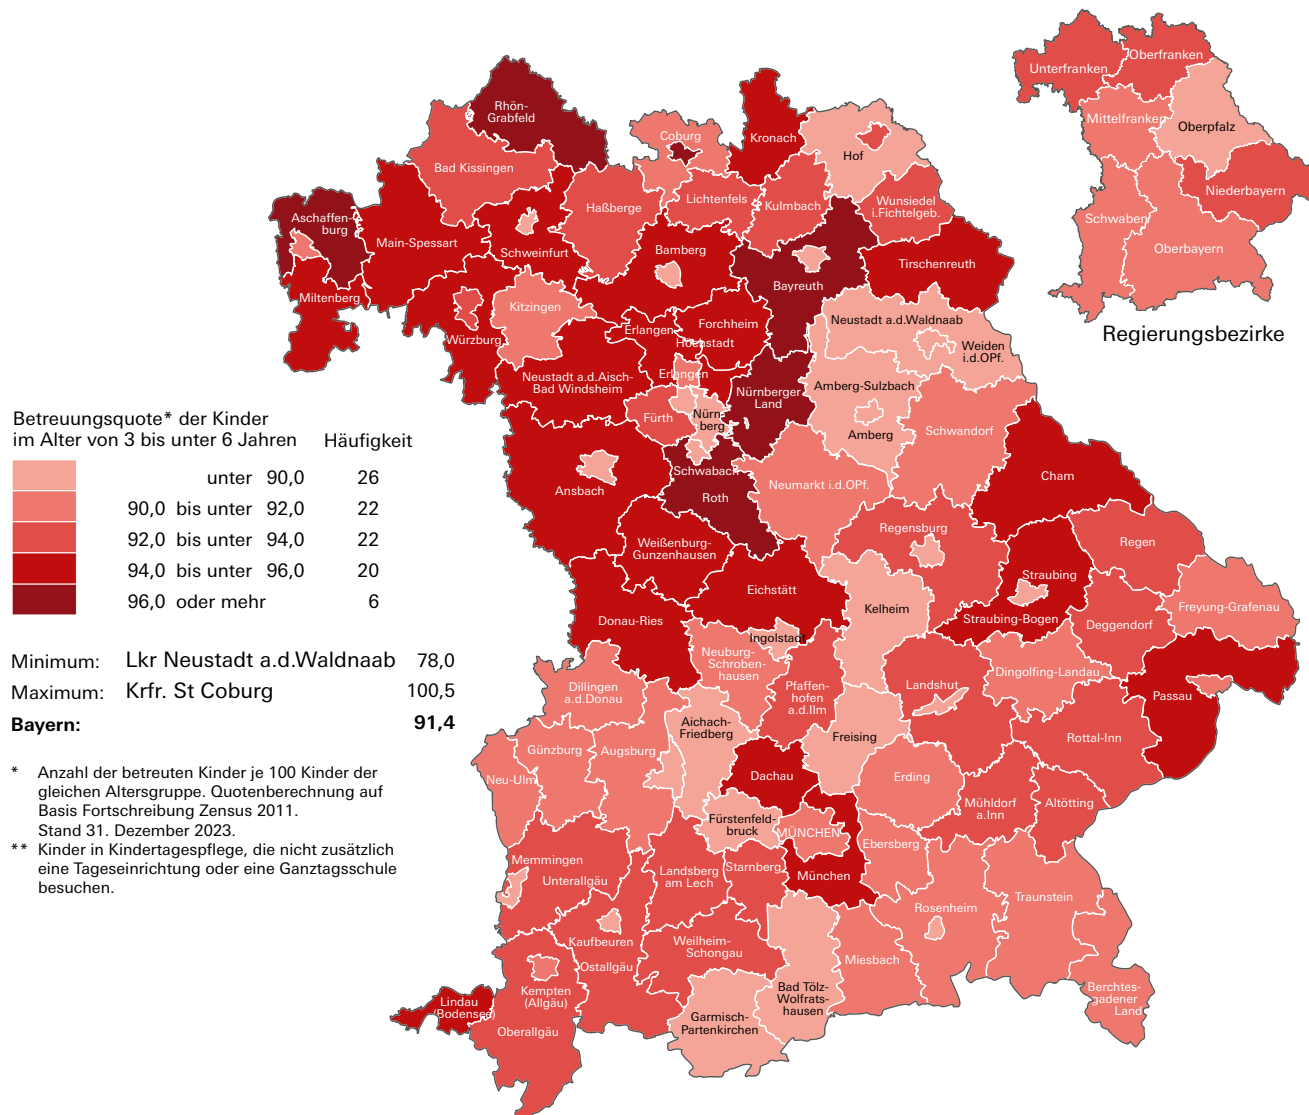 Unterfranken
Oberfranken
Mittelfranken
Oberpfalz
Niederbayern
Schwaben
Oberbayern
Regierungsbezirke
Rhön-
Grabfeld
Coburg
Kronach
Hof
Bad Kissingen
Lichtenfels
Kulmbach
Wunsiedel
i.Fichtelgeb.
Haßberge
Aschaffen-
burg
Main-Spessart
Schweinfurt
Bamberg
Tirschenreuth
Bayreuth
Miltenberg
Kitzingen
Würzburg
Erlangen-
Höchstadt
Forchheim
Neustadt a.d.Waldnaab
Weiden
i.d.OPf.
Neustadt a.d.Aisch-
Bad Windsheim
Erlangen
Nürnberger
Land
Amberg-Sulzbach
Fürth
Nürn-
berg
Amberg
Schwandorf
Schwabach
Roth
Neumarkt i.d.OPf.
Cham
Ansbach
Weißenburg-
Gunzenhausen
Regensburg
Regen
Eichstätt
Straubing
Kelheim
Straubing-Bogen
Freyung-Grafenau
Deggendorf
Donau-Ries
Ingolstadt
Neuburg-
Schroben-
hausen
Pfaffen-
hofen
a.d.Ilm
Landshut
Dingolfing-Landau
Passau
Dillingen
a.d.Donau
Aichach-
Friedberg
Freising
Rottal-Inn
Günzburg
Augsburg
Neu-Ulm
Dachau
Erding
Mühldorf
a.Inn
Altötting
Fürstenfeld-
bruck
MÜNCHEN
Ebersberg
München
Memmingen
Unterallgäu
Landsberg
am Lech
Starnberg
Traunstein
Rosenheim
Kaufbeuren
Ostallgäu
Weilheim-
Schongau
Miesbach
Bad Tölz-
Wolfrats-
hausen
Berchtes-
gadener
Land
Kempten
(Allgäu)
Lindau
(Bodensee)
Oberallgäu
Garmisch-
Partenkirchen
Betreuungsquote* der Kinder
im Alter von 3 bis unter 6 Jahren Häufigkeit
unter 90,0 26
90,0 bis unter 92,0 22
92,0 bis unter 94,0 22
94,0 bis unter 96,0 20
96,0 oder mehr 6
Minimum: Lkr Neustadt a.d.Waldnaab 78,0
Maximum: Krfr. St Coburg 100,5
Bayern: 91,4
* Anzahl der betreuten Kinder je 100 Kinder der
gleichen Altersgruppe. Quotenberechnung auf
Basis Fortschreibung Zensus 2011.
Stand 31. Dezember 2023.
** Kinder in Kindertagespflege, die nicht zusätzlich
eine Tageseinrichtung oder eine Ganztagsschule
besuchen.